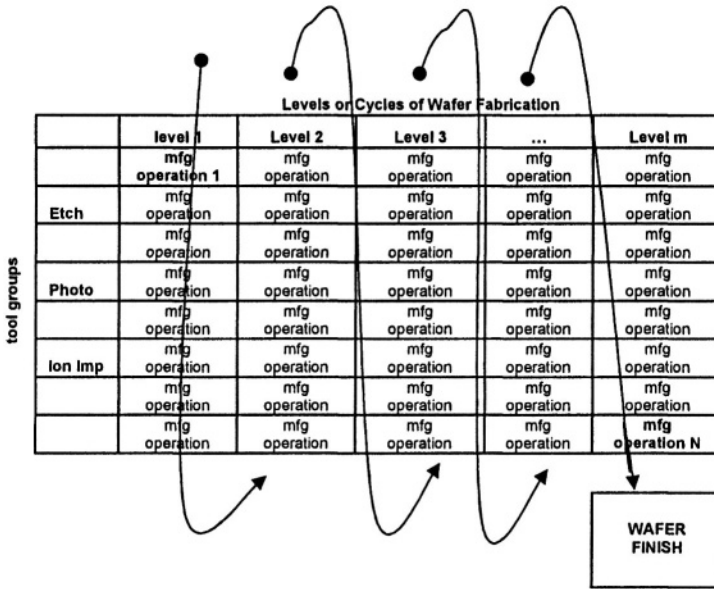 Levels or Cycles of Wafer Fabrication
level 1 Level 2 Level 3 ... Level m
mfg mfg mfg mfg mfg
operation 1 operation operation operation operation
Etch
mfg mfg mfg mfg mfg
operation operation operation operation operation
mfg mfg mfg mfg mfg
operation operation operation operation operation
Photo
mfg mfg mfg mfg mfg
operation operation operation operation operation
mfg mfg mfg mfg mfg
operation operation operation operation operation
Ion Imp
mfg mfg mfg mfg mfg
operation operation operation operation operation
mfg mfg mfg mfg mfg
operation operation operation operation operation
mfg mfg mfg mfg mfg
operation operation operation operation operation N
tool groups
WAFER
FINISH